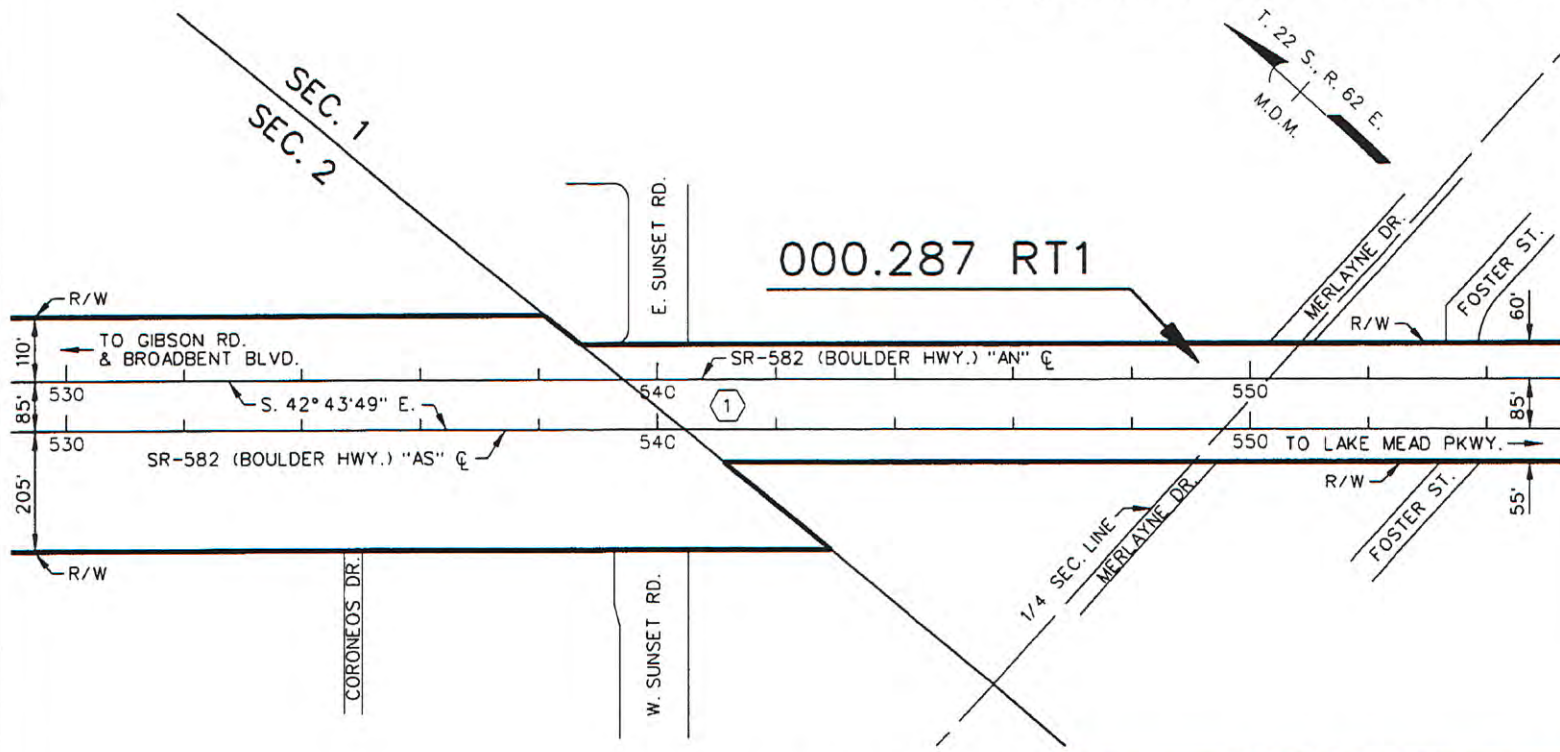 SEC. 1
SEC. 2
T. 22 S., R. 62 E.
M.D.M.
E. SUNSET RD.
000.287 RT1
MERLAYNE DR.
FOSTER ST.
60'
R/W
R/W
110'
TO GIBSON RD.
& BROADBENT BLVD.
SR-582 (BOULDER HWY.) "AN" ℄
530
540
1
550
85'
S. 42° 43'49" E.
85'
530
540
550
TO LAKE MEAD PKWY.
SR-582 (BOULDER HWY.) "AS" ℄
205'
R/W
55'
R/W
CORONEOS DR.
W. SUNSET RD.
1/4 SEC. LINE
MERLAYNE DR.
FOSTER ST.